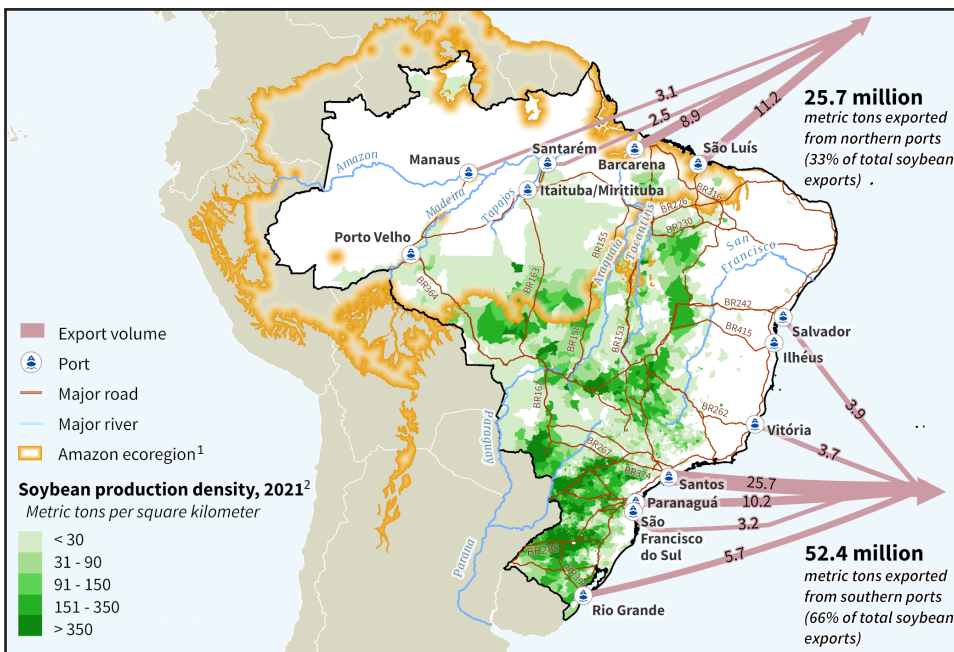 3.1
2.5
8.9
11.2
25.7 million
metric tons exported
from northern ports
(33% of total soybean
exports) .
Manaus
Santarém
Barcarena
São Luís
Itaituba/Mirititutba
Porto Velho
Amazon
Madeira
Tapajos
Araguaia
Tocantins
San
Francisco
Paraguay
Parana
BR316
BR226
BR230
BR155
BR163
BR364
BR242
BR415
BR158
BR153
BR163
BR262
BR267
BR374
Salvador
Ilhéus
Vitória
Santos
Paranaguá
São
Francisco
do Sul
Rio Grande
3.9
3.7
25.7
10.2
3.2
5.7
52.4 million
metric tons exported
from southern ports
(66% of total soybean
exports)
Export volume
Port
Major road
Major river
Amazon ecoregion1
Soybean production density, 20212
Metric tons per square kilometer
< 30
31 - 90
91 - 150
151 - 350
> 350